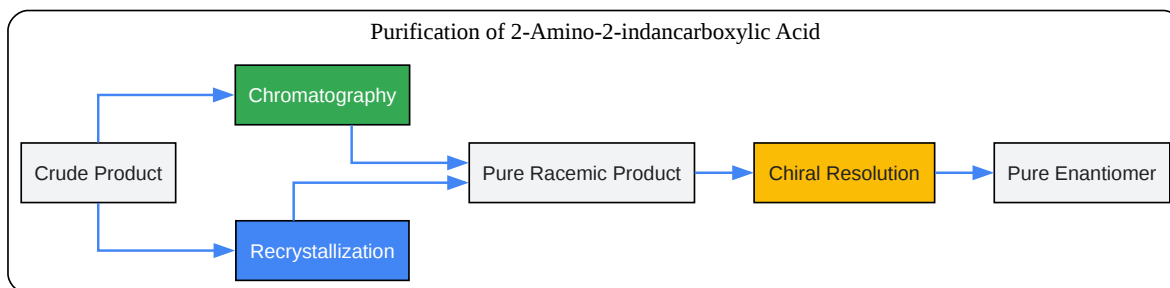 Purification of 2-Amino-2-indancarboxylic Acid
Chromatography
Crude Product
Pure Racemic Product
Chiral Resolution
Pure Enantiomer
Recrystallization